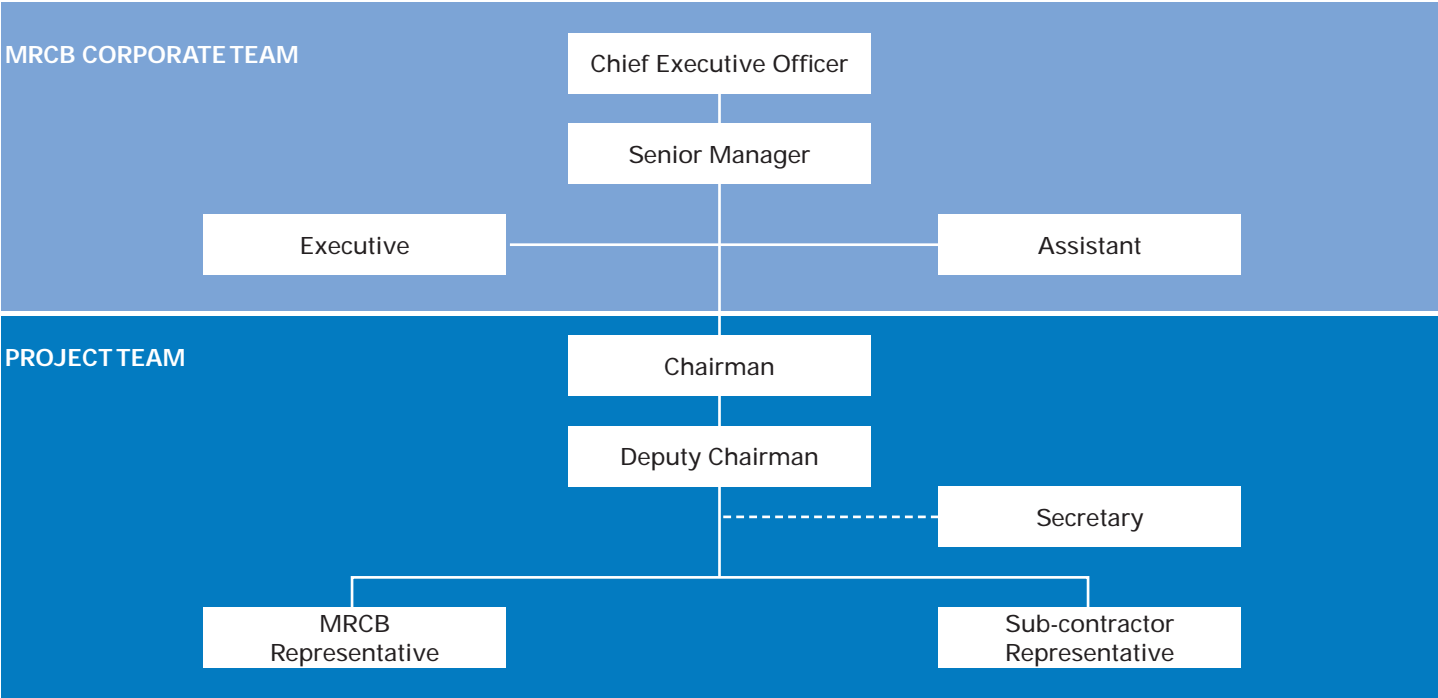 MRCB CORPORATE TEAM
Chief Executive Officer
Senior Manager
Executive
Assistant
PROJECT TEAM
Chairman
Deputy Chairman
Secretary
MRCB
Representative
Sub-contractor
Representative